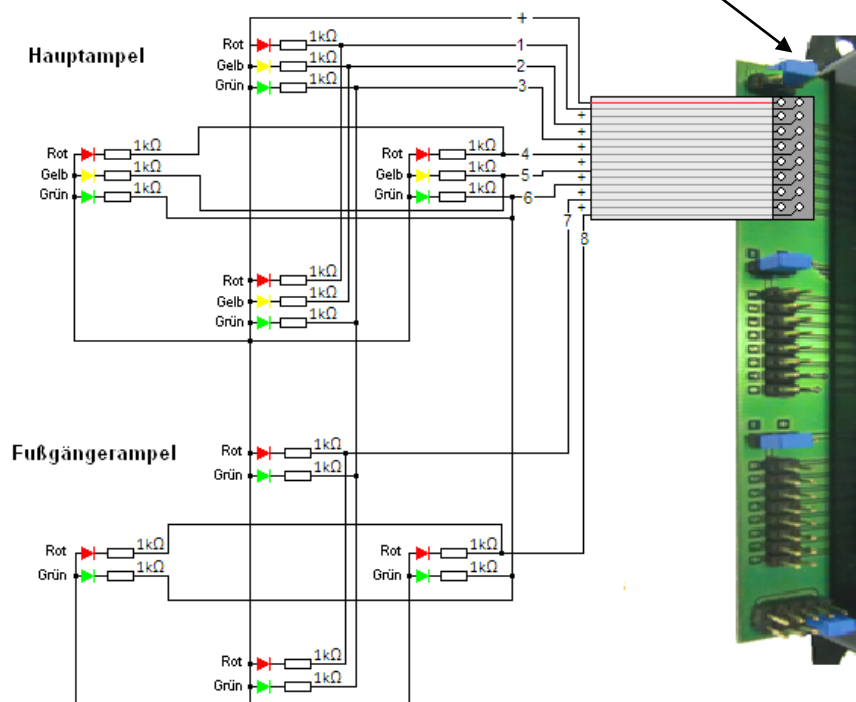 +
Rot 1kΩ 1
Hauptampel
Gelb 1kΩ 2
Grün 1kΩ 3
+
+
Rot 1kΩ Rot 1kΩ 4 +
Gelb 1kΩ Gelb 1kΩ 5 +
Grün 1kΩ Grün 1kΩ 6 +
+
7 8
Rot 1kΩ
Gelb 1kΩ
Grün 1kΩ
Fußgängerampel
Rot 1kΩ
Grün 1kΩ
Rot 1kΩ Rot 1kΩ
Grün 1kΩ Grün 1kΩ
Rot 1kΩ
Grün 1kΩ